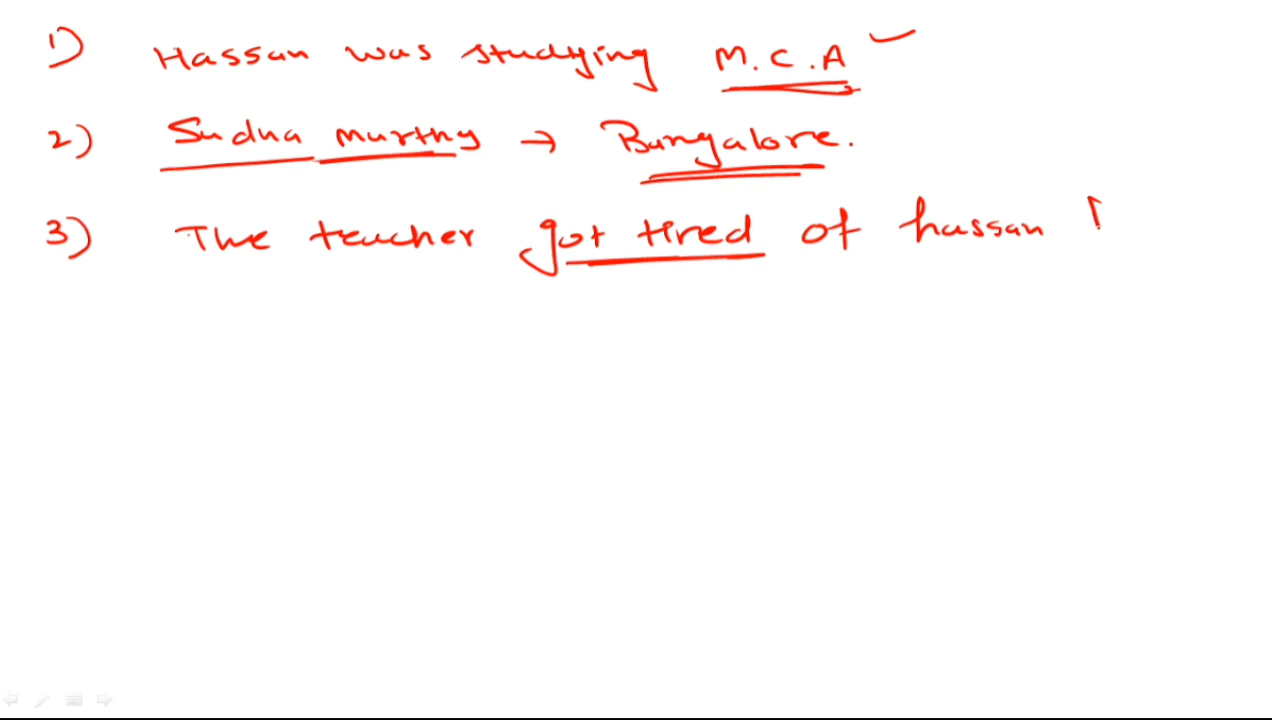 1) Hassan was studying M.C.A
2) Sudha murthy → Bangalore.
3) The teacher got tired of hassan